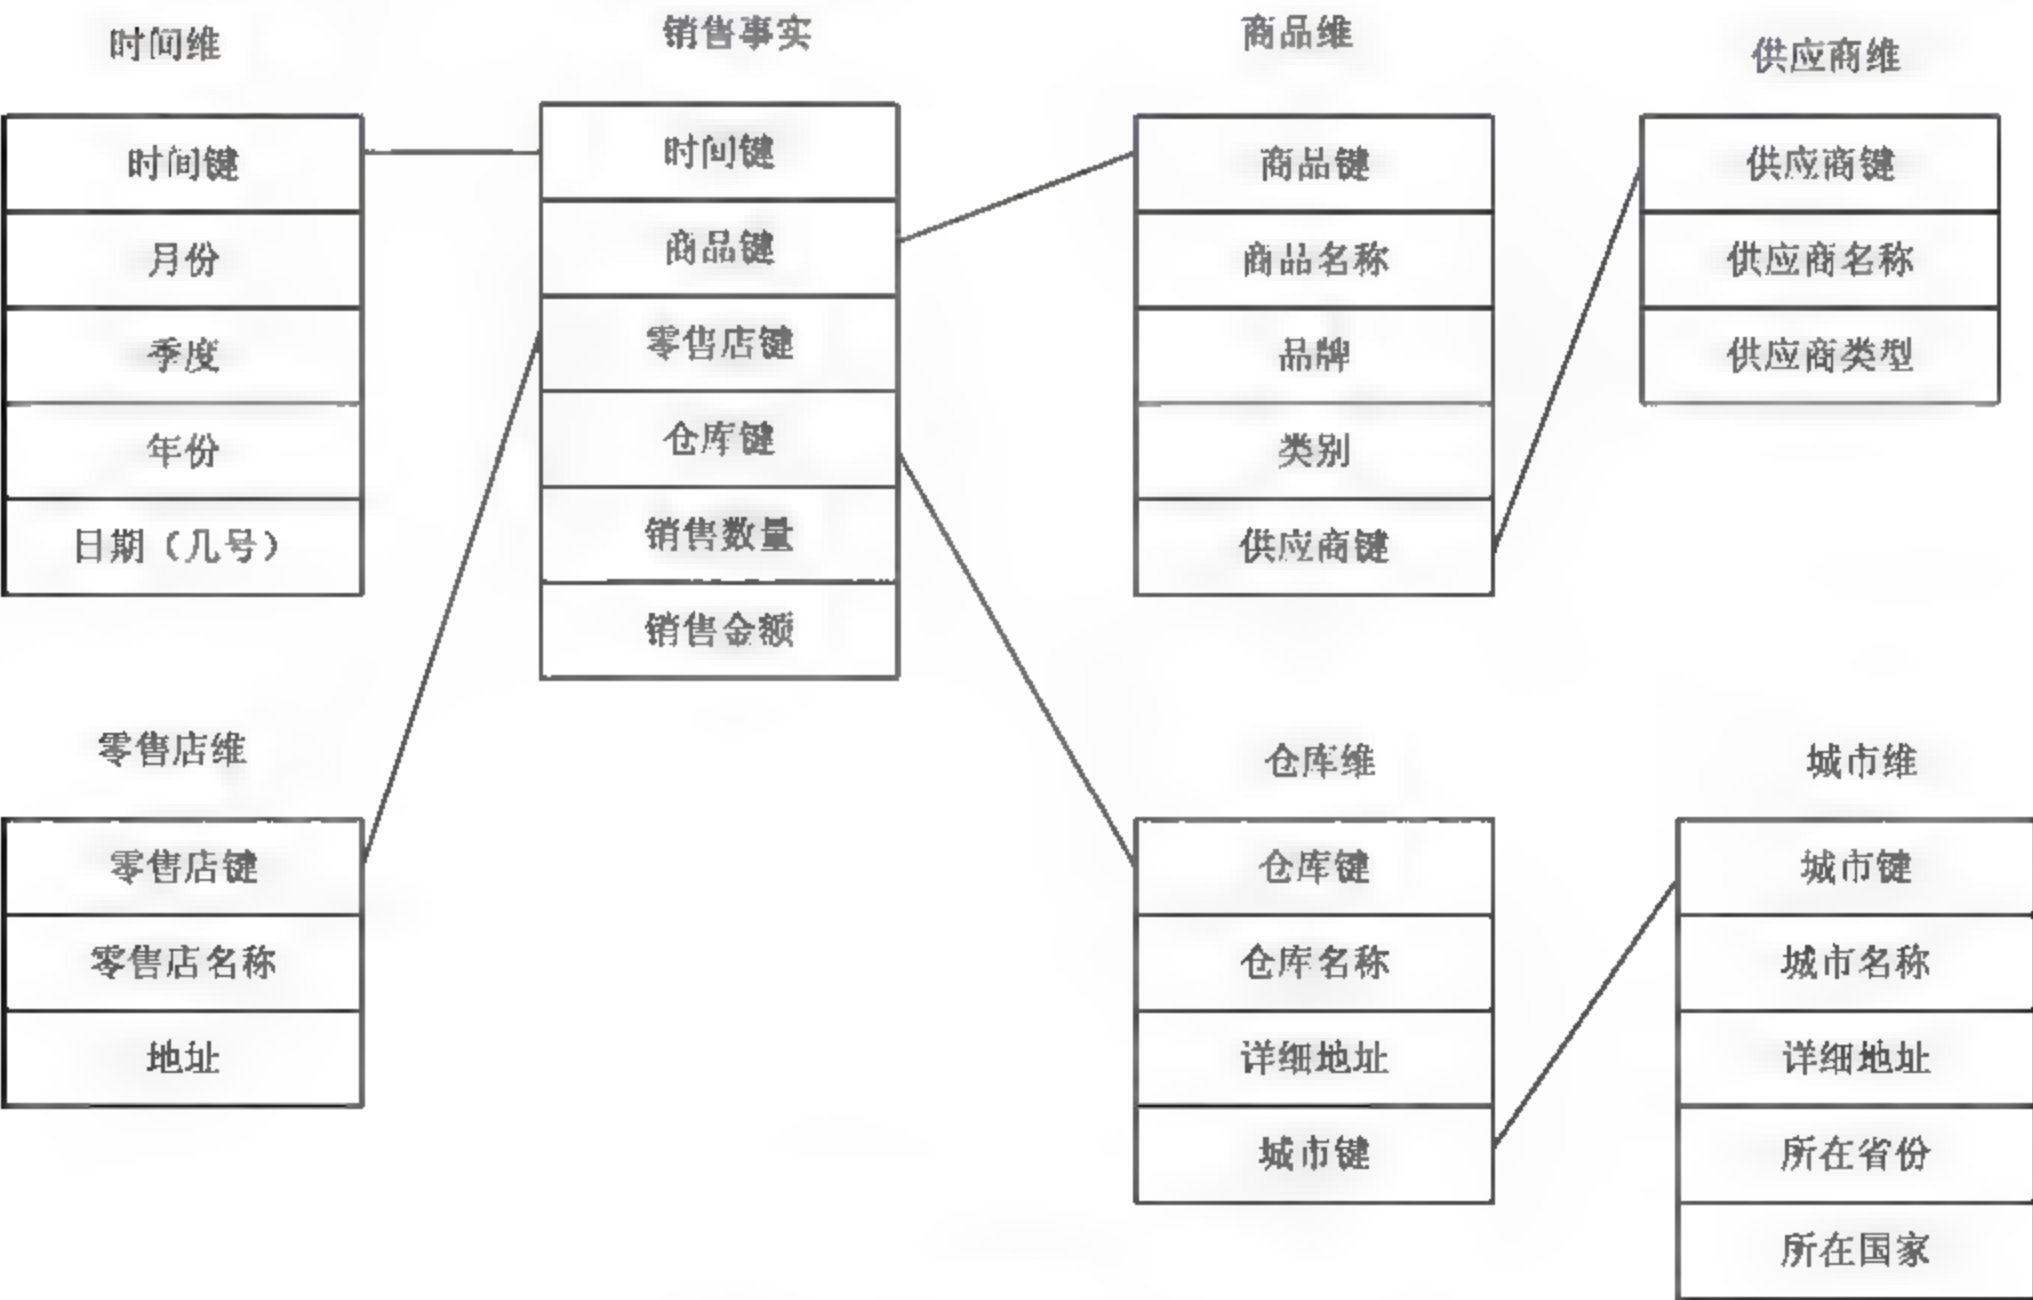 时间维
时间键
月份
季度
年份
日期（几号）
销售事实
时间键
商品键
零售店键
仓库键
销售数量
销售金额
商品维
商品键
商品名称
品牌
类别
供应商键
供应商维
供应商键
供应商名称
供应商类型
零售店维
零售店键
零售店名称
地址
仓库维
仓库键
仓库名称
详细地址
城市键
城市维
城市键
城市名称
详细地址
所在省份
所在国家